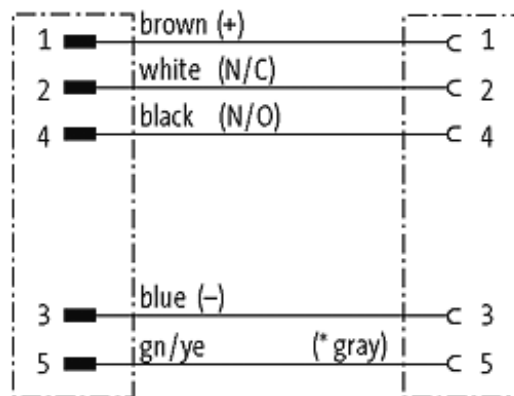 1 brown (+) 1
2 white (N/C) 2
4 black (N/O) 4
3 blue (–) 3
5 gn/ye (* gray) 5